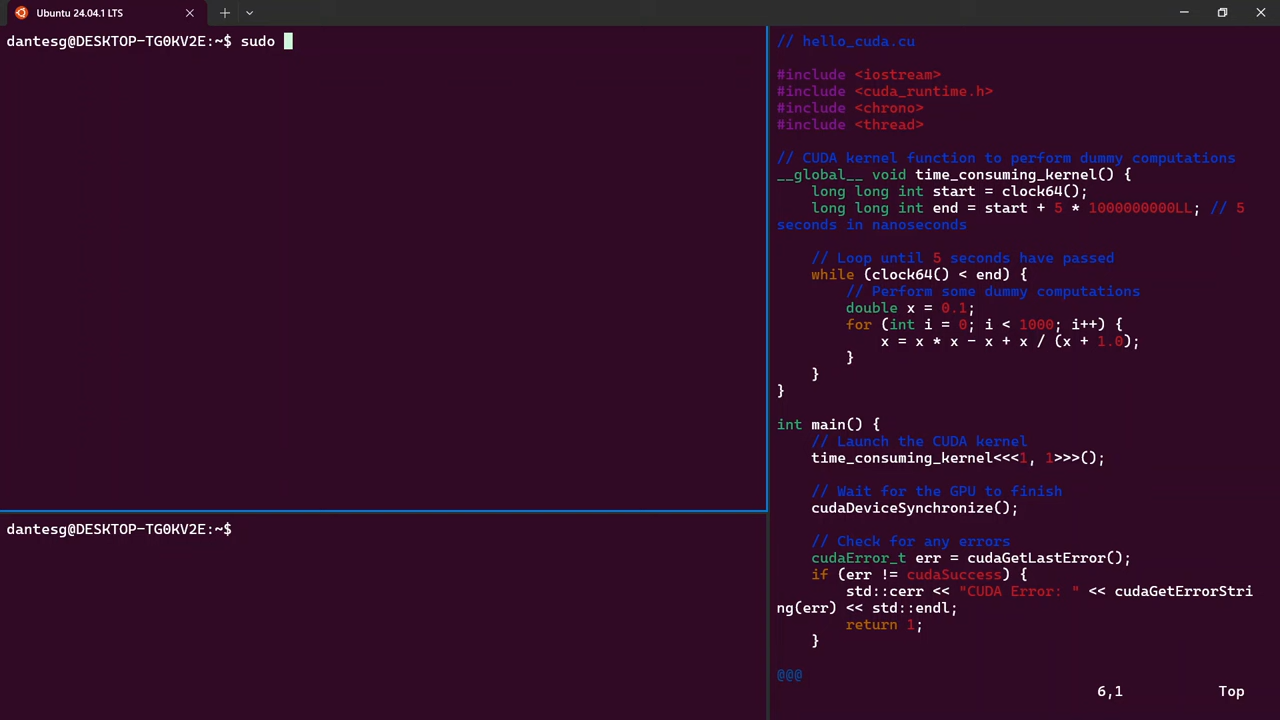 Ubuntu 24.04.1 LTS
dantesg@DESKTOP-TG0KV2E:~$ sudo
dantesg@DESKTOP-TG0KV2E:~$
// hello_cuda.cu
#include <iostream>
#include <cuda_runtime.h>
#include <chrono>
#include <thread>
// CUDA kernel function to perform dummy computations
__global__ void time_consuming_kernel() {
    long long int start = clock64();
    long long int end = start + 5 * 1000000000LL; // 5
seconds in nanoseconds
    // Loop until 5 seconds have passed
    while (clock64() < end) {
        // Perform some dummy computations
        double x = 0.1;
        for (int i = 0; i < 1000; i++) {
            x = x * x - x + x / (x + 1.0);
        }
    }
}
int main() {
    // Launch the CUDA kernel
    time_consuming_kernel<<<1, 1>>>();
    // Wait for the GPU to finish
    cudaDeviceSynchronize();
    // Check for any errors
    cudaError_t err = cudaGetLastError();
    if (err != cudaSuccess) {
        std::cerr << "CUDA Error: " << cudaGetErrorStri
ng(err) << std::endl;
        return 1;
    }
@@@
6,1 Top